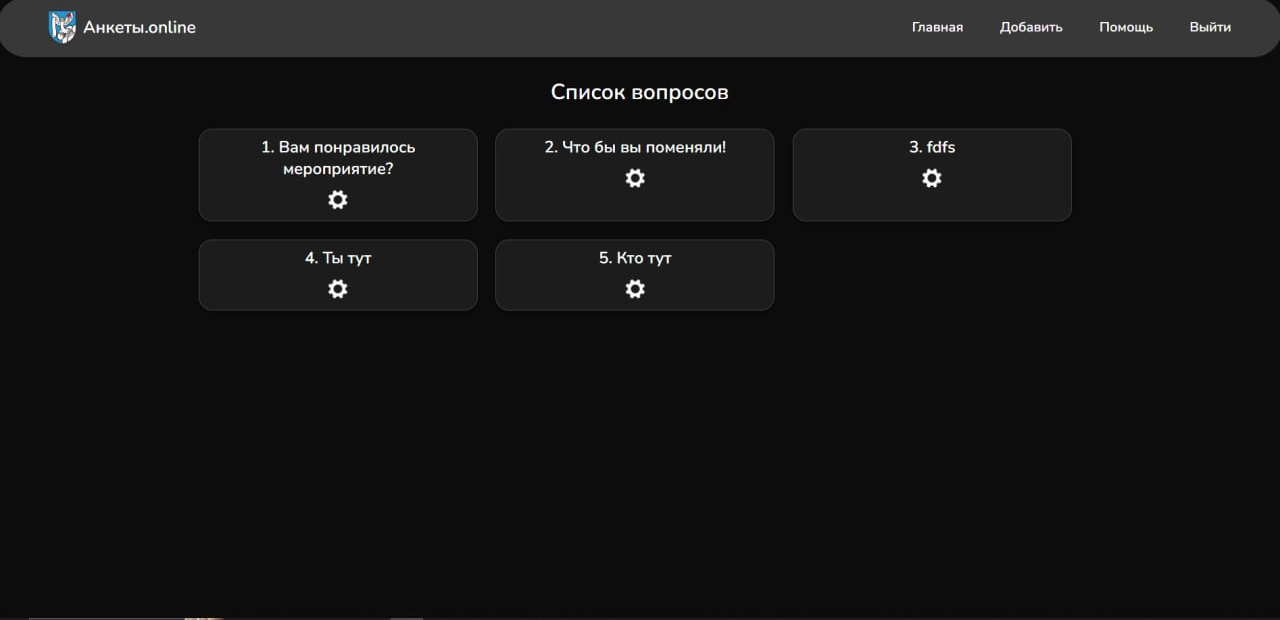 Анкеты.online
Главная
Добавить
Помощь
Выйти
Список вопросов
1. Вам понравилось
мероприятие?
2. Что бы вы поменяли!
3. fdfs
4. Ты тут
5. Кто тут